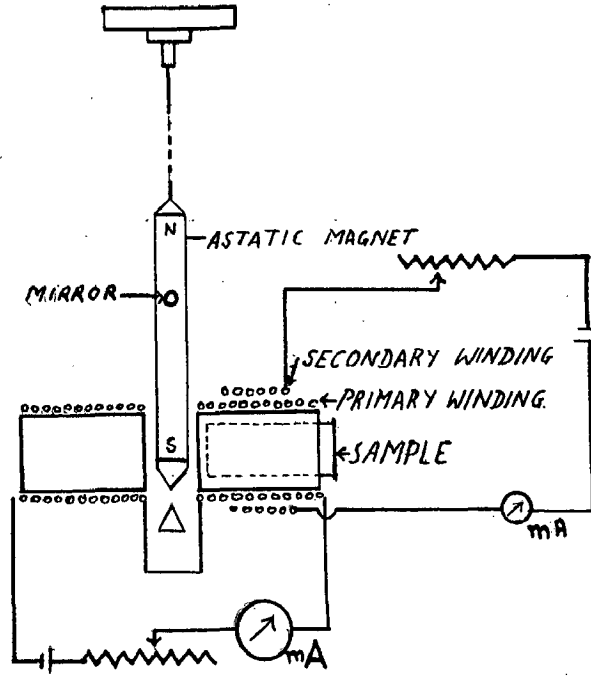 N
ASTATIC MAGNET
MIRROR
SECONDARY WINDING
PRIMARY WINDING.
S
SAMPLE
mA
mA